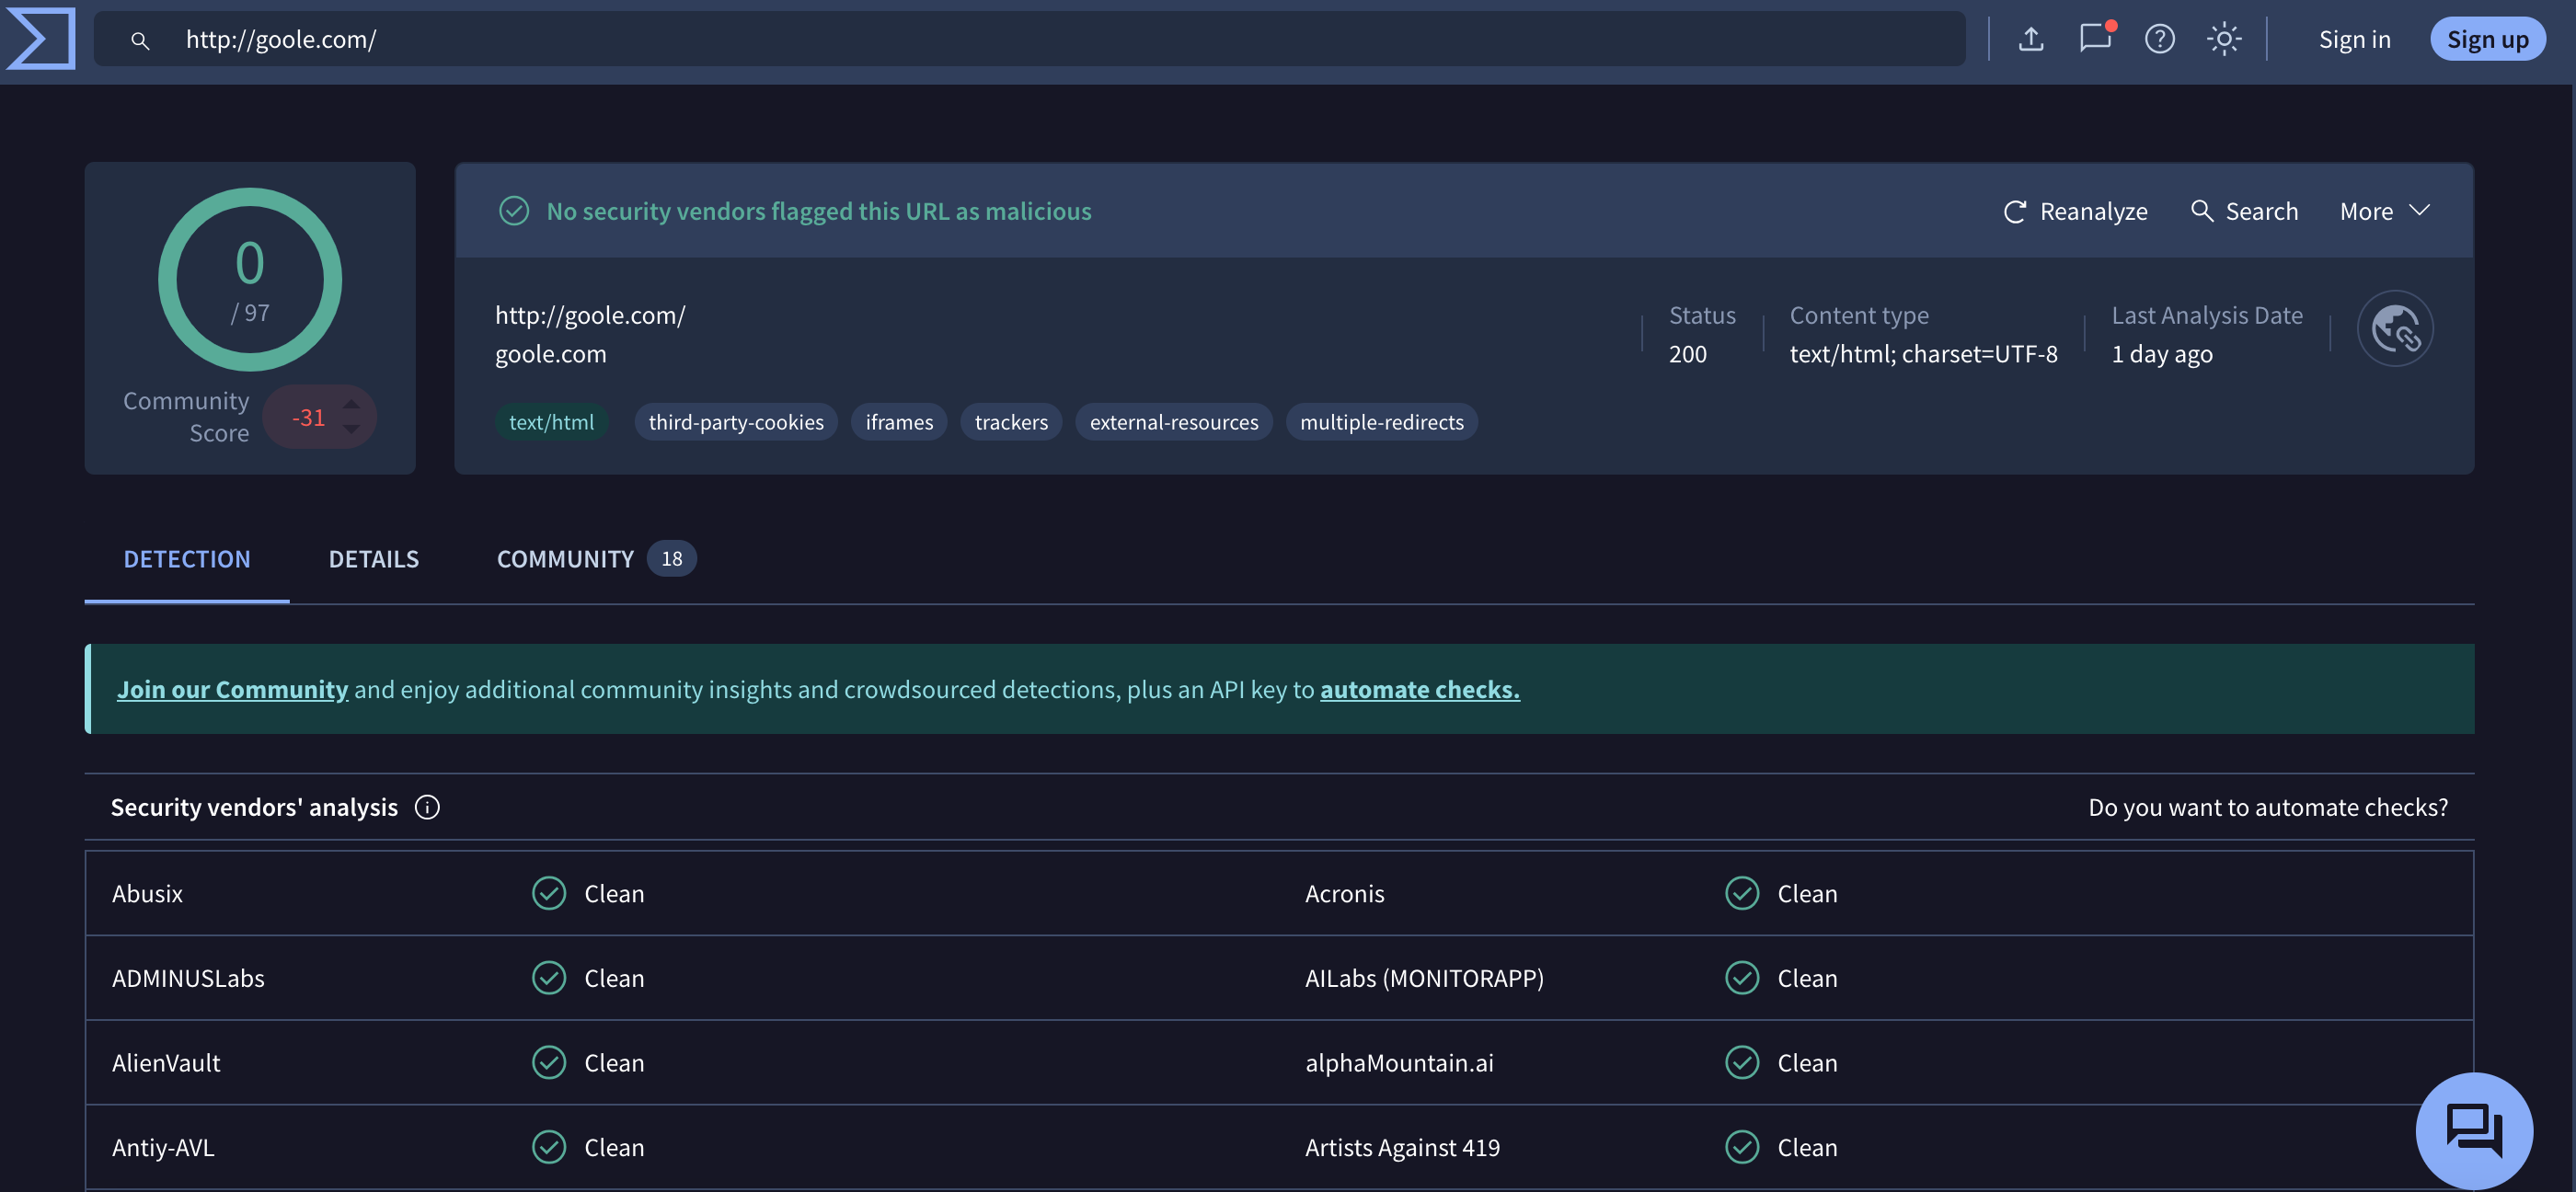 http://goole.com/
Sign in
Sign up
0
/ 97
Community
Score
-31
No security vendors flagged this URL as malicious
Reanalyze
Search
More
http://goole.com/
goole.com
Status
200
Content type
text/html; charset=UTF-8
Last Analysis Date
1 day ago
text/html
third-party-cookies
iframes
trackers
external-resources
multiple-redirects
DETECTION
DETAILS
COMMUNITY
18
Join our Community and enjoy additional community insights and crowdsourced detections, plus an API key to automate checks.
Security vendors' analysis
Do you want to automate checks?
Abusix
Clean
Acronis
Clean
ADMINUSLabs
Clean
AILabs (MONITORAPP)
Clean
AlienVault
Clean
alphaMountain.ai
Clean
Antiy-AVL
Clean
Artists Against 419
Clean